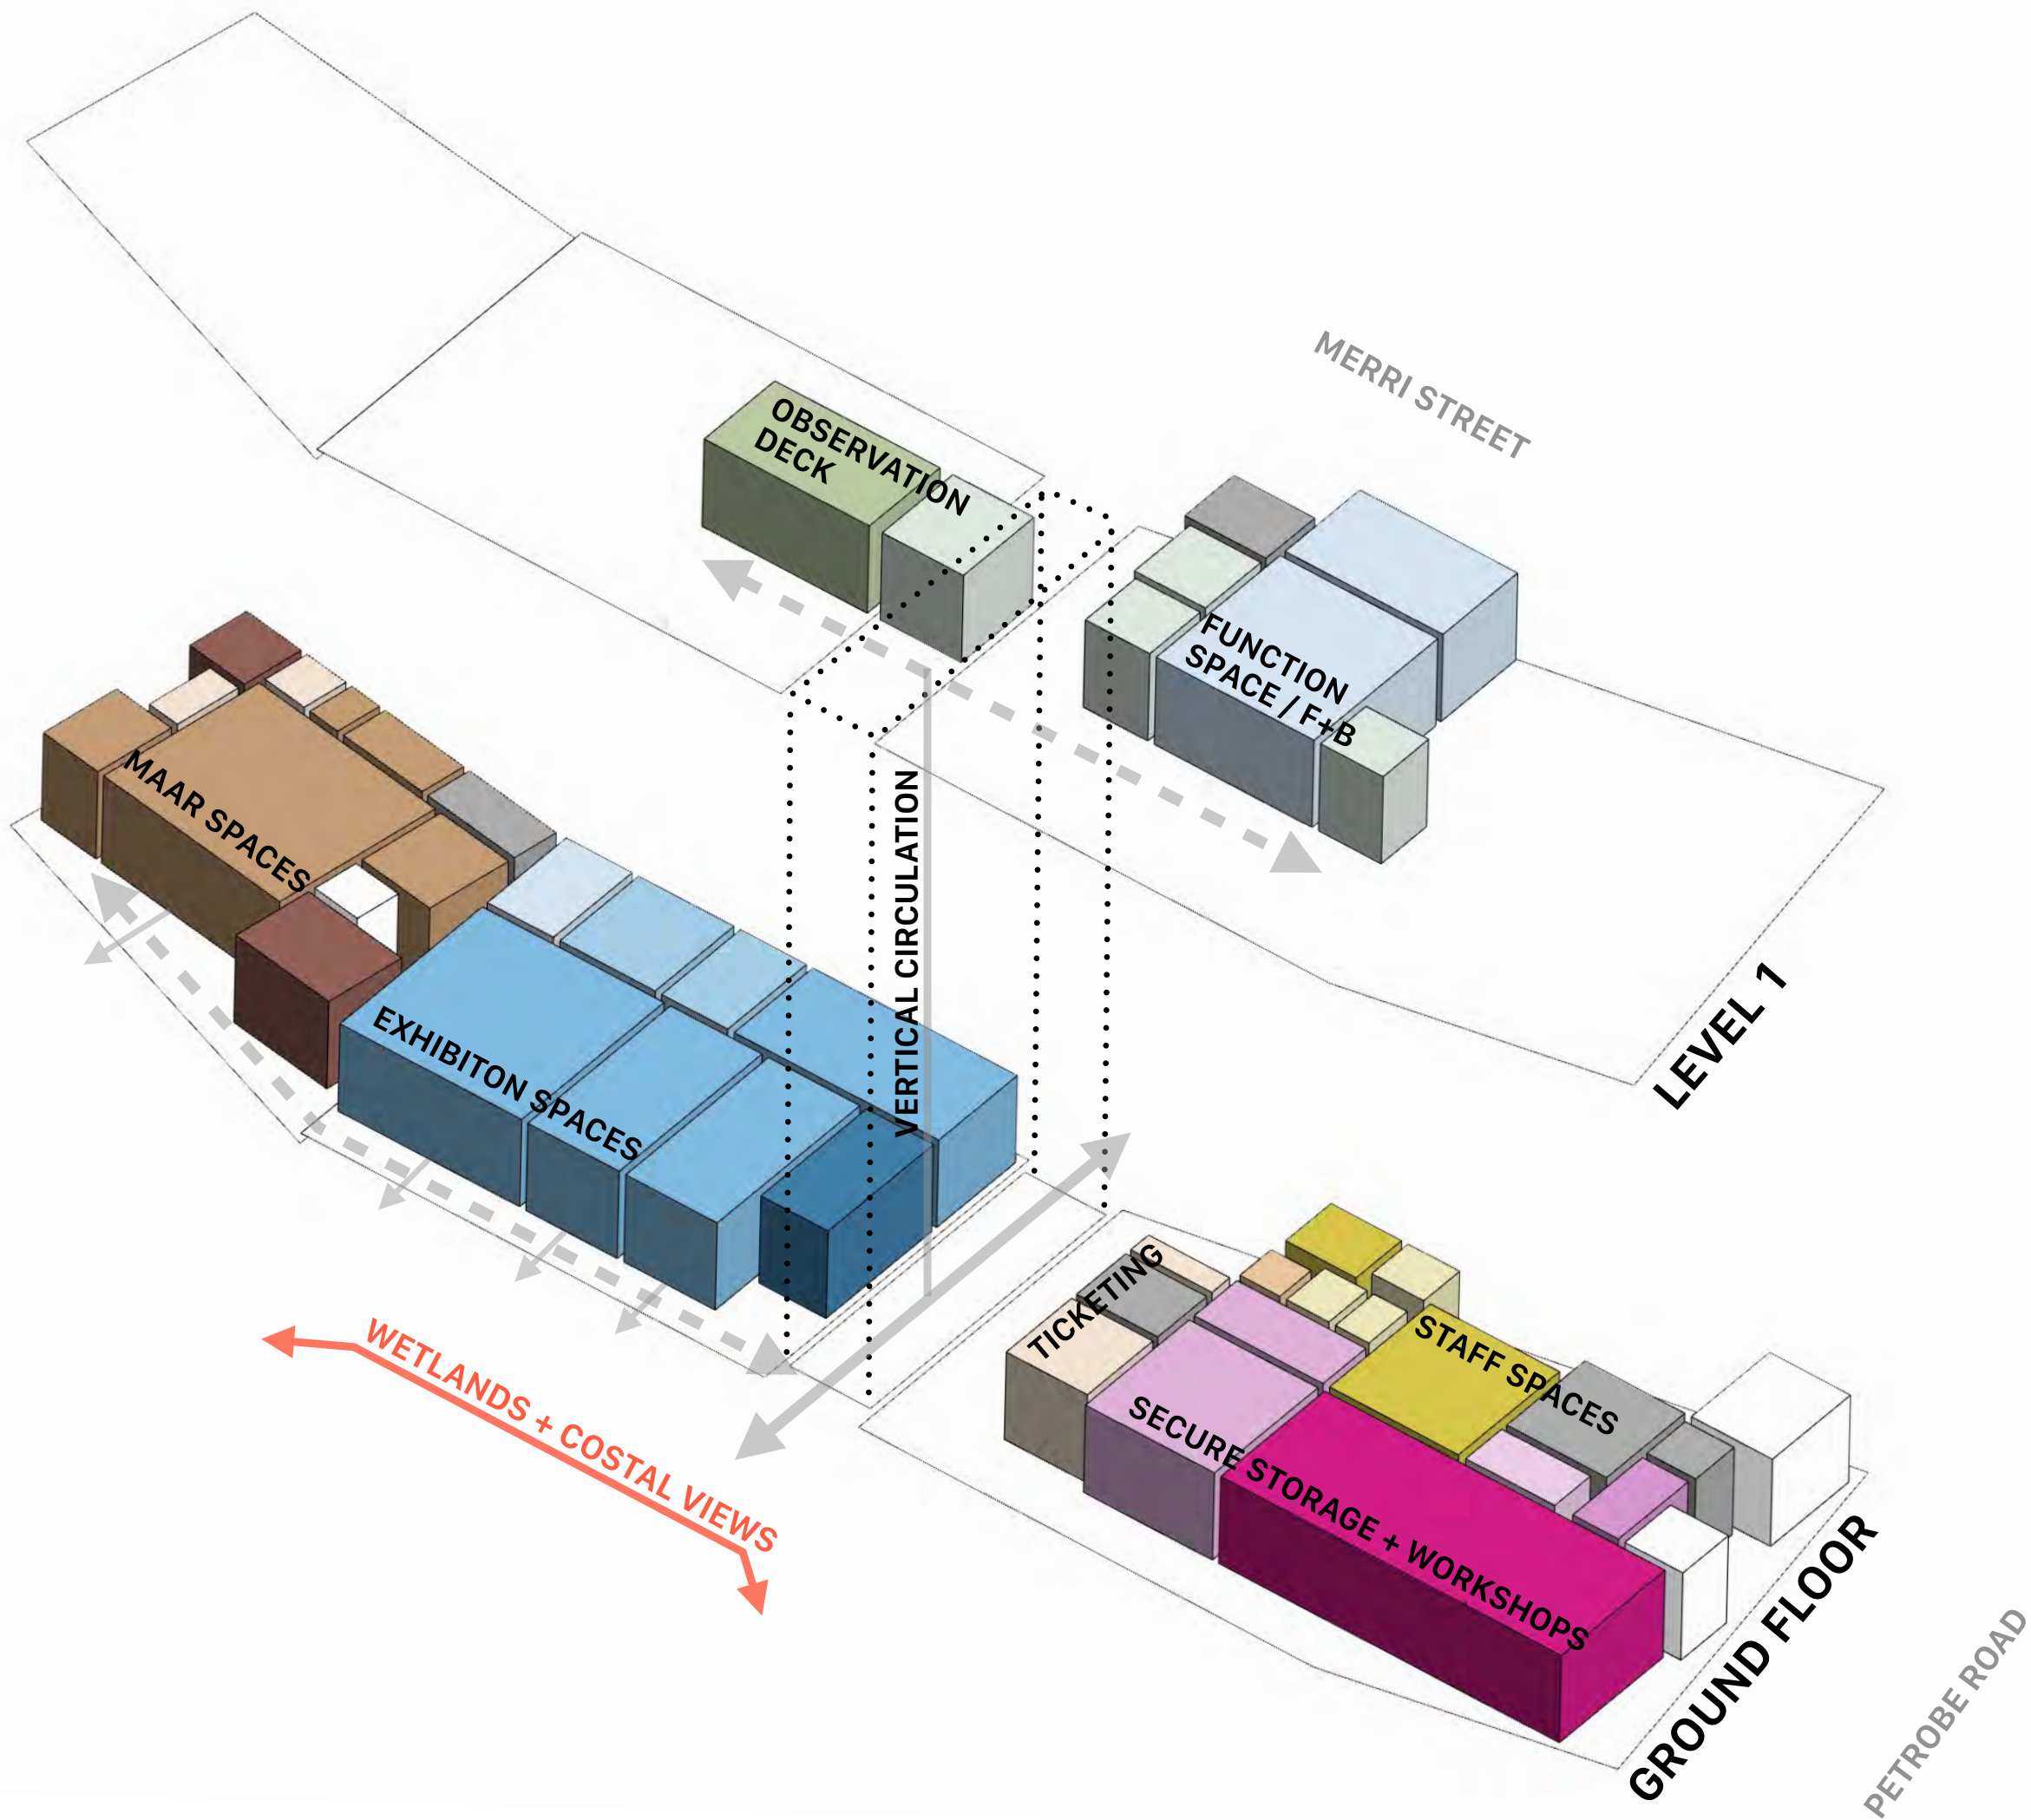 MERRI STREET
OBSERVATION
DECK
FUNCTION
SPACE / F+B
MAAR SPACES
VERTICAL CIRCULATION
LEVEL 1
EXHIBITON SPACES
TICKETING
STAFF SPACES
SECURE STORAGE + WORKSHOPS
WETLANDS + COSTAL VIEWS
GROUND FLOOR
PETROBE ROAD